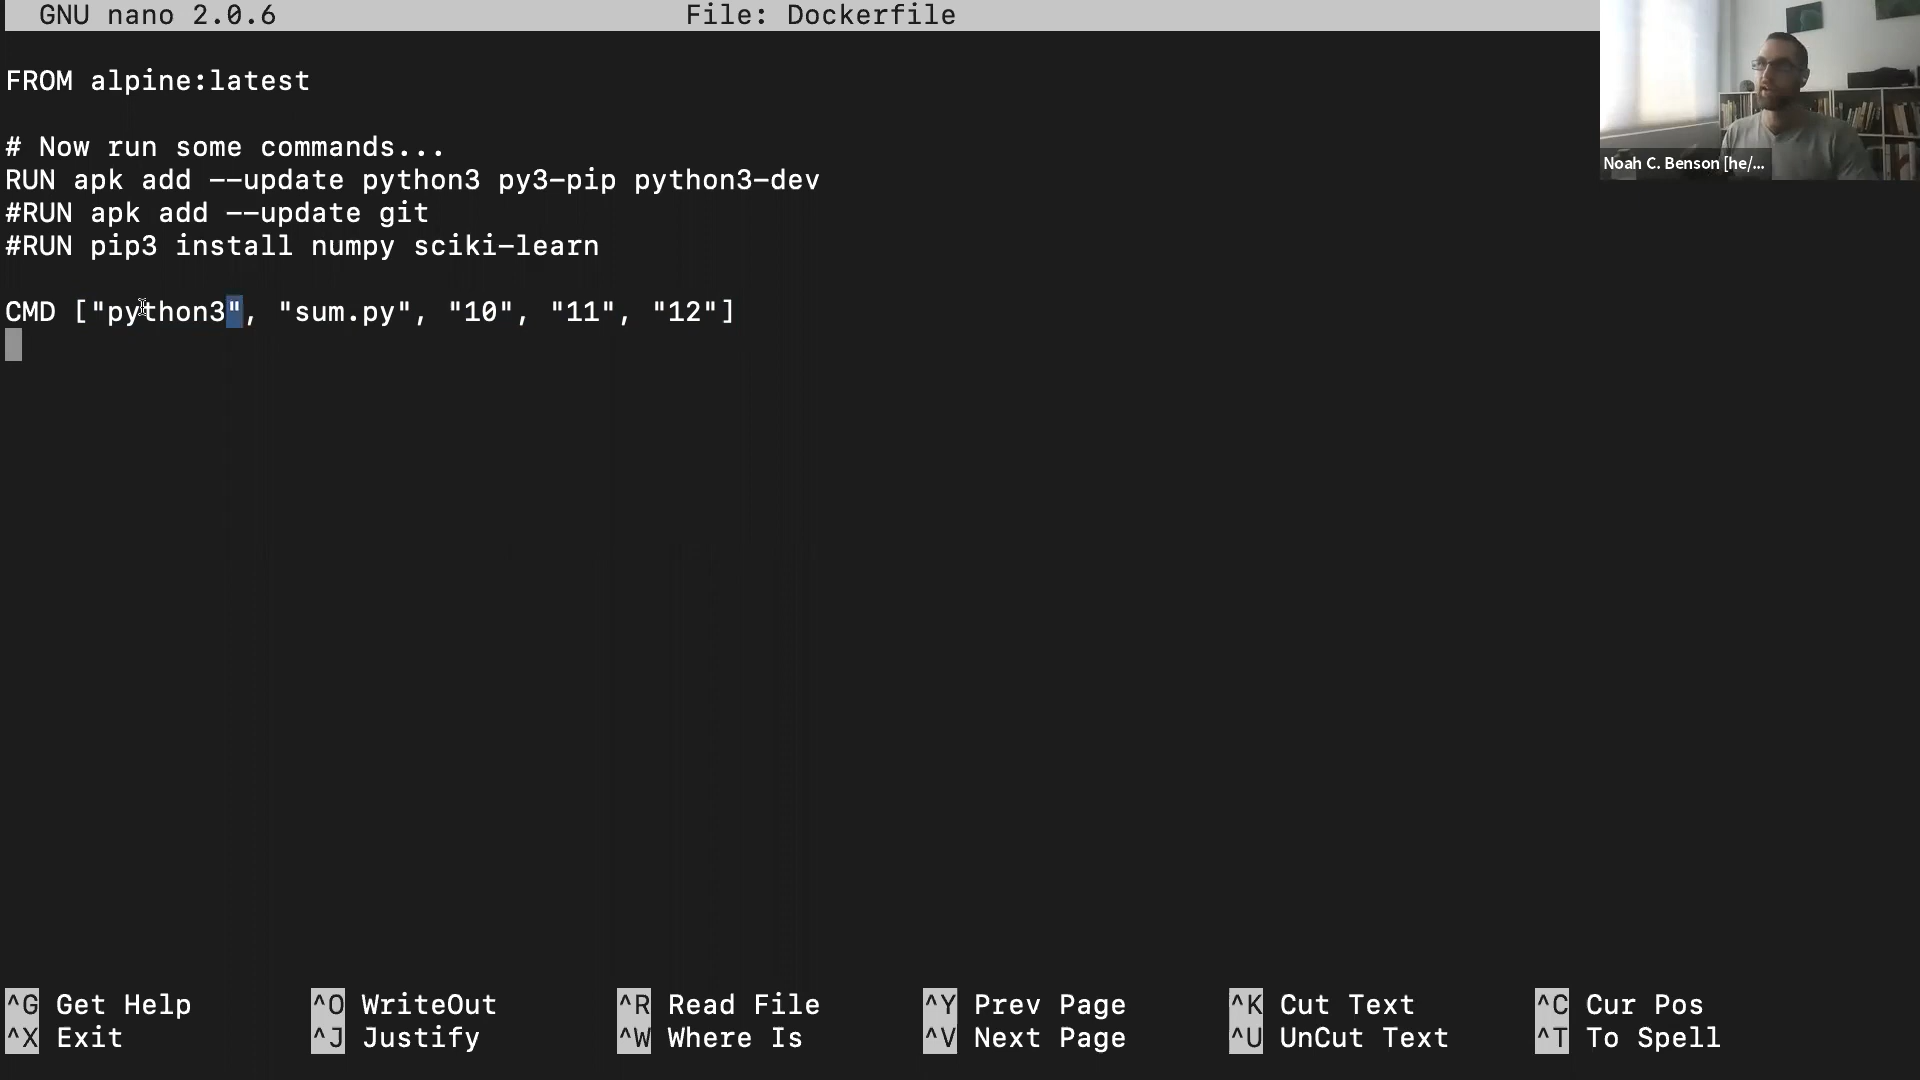 GNU nano 2.0.6 File: Dockerfile
FROM alpine:latest
# Now run some commands...
RUN apk add --update python3 py3-pip python3-dev
#RUN apk add --update git
#RUN pip3 install numpy sciki-learn
CMD ["python3", "sum.py", "10", "11", "12"]
Noah C. Benson [he/...
^G Get Help ^O WriteOut ^R Read File ^Y Prev Page ^K Cut Text ^C Cur Pos
^X Exit ^J Justify ^W Where Is ^V Next Page ^U UnCut Text ^T To Spell